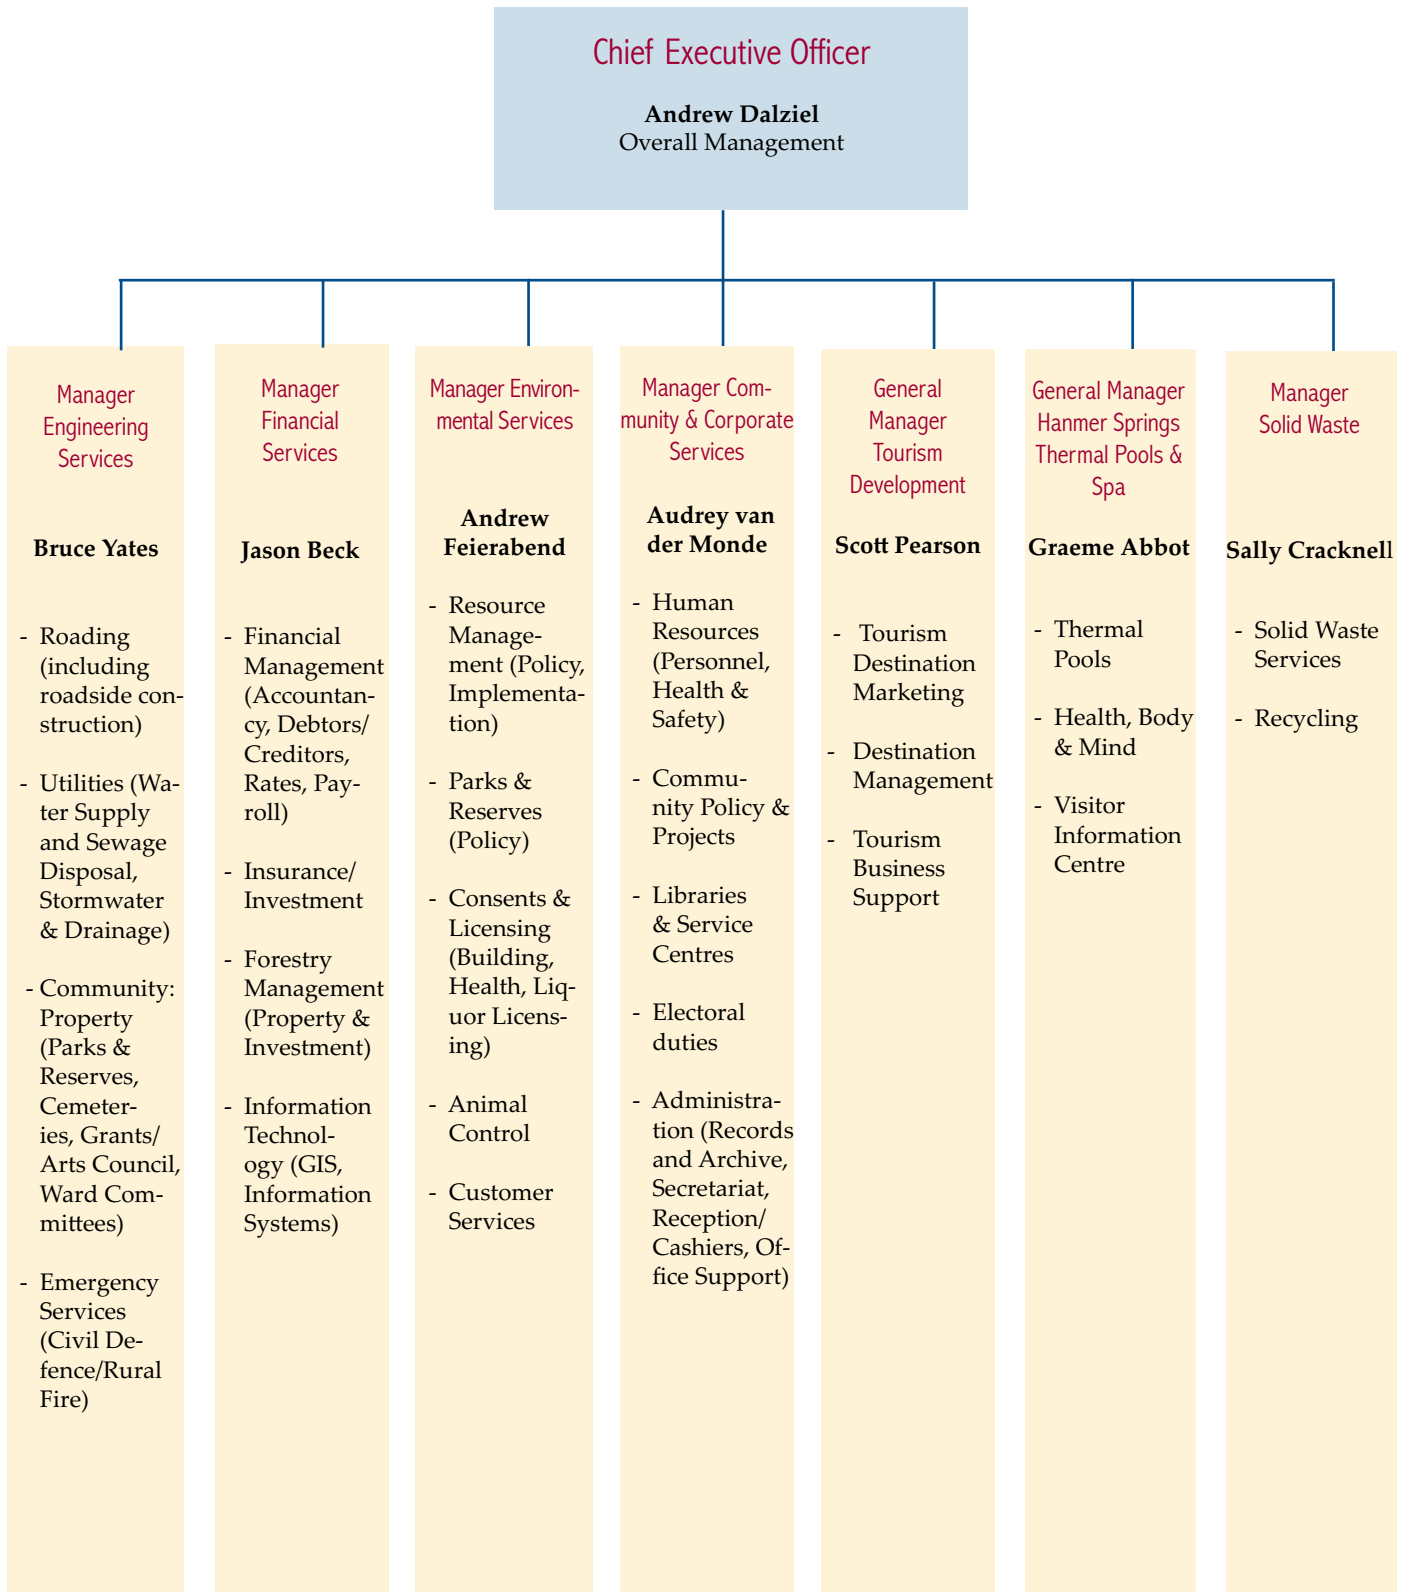 Chief Executive Officer
Andrew Dalziel
Overall Management
Manager
Engineering
Services
Bruce Yates
- Roading
(including
roadside con-
struction)
- Utilities (Wa-
ter Supply
and Sewage
Disposal,
Stormwater
& Drainage)
- Community:
Property
(Parks &
Reserves,
Cemeter-
ies, Grants/
Arts Council,
Ward Com-
mittees)
- Emergency
Services
(Civil De-
fence/Rural
Fire)
Manager
Financial
Services
Jason Beck
- Financial
Management
(Accountan-
cy, Debtors/
Creditors,
Rates, Pay-
roll)
- Insurance/
Investment
- Forestry
Management
(Property &
Investment)
- Information
Technol-
ogy (GIS,
Information
Systems)
Manager Environ-
mental Services
Andrew
Feierabend
- Resource
Manage-
ment (Policy,
Implementa-
tion)
- Parks &
Reserves
(Policy)
- Consents &
Licensing
(Building,
Health, Liq-
uor Licens-
ing)
- Animal
Control
- Customer
Services
Manager Com-
munity & Corporate
Services
Audrey van
der Monde
- Human
Resources
(Personnel,
Health &
Safety)
- Commu-
nity Policy &
Projects
- Libraries
& Service
Centres
- Electoral
duties
- Administra-
tion (Records
and Archive,
Secretariat,
Reception/
Cashiers, Of-
fice Support)
General
Manager
Tourism
Development
Scott Pearson
- Tourism
Destination
Marketing
- Destination
Management
- Tourism
Business
Support
General Manager
Hanmer Springs
Thermal Pools &
Spa
Graeme Abbot
- Thermal
Pools
- Health, Body
& Mind
- Visitor
Information
Centre
Manager
Solid Waste
Sally Cracknell
- Solid Waste
Services
- Recycling